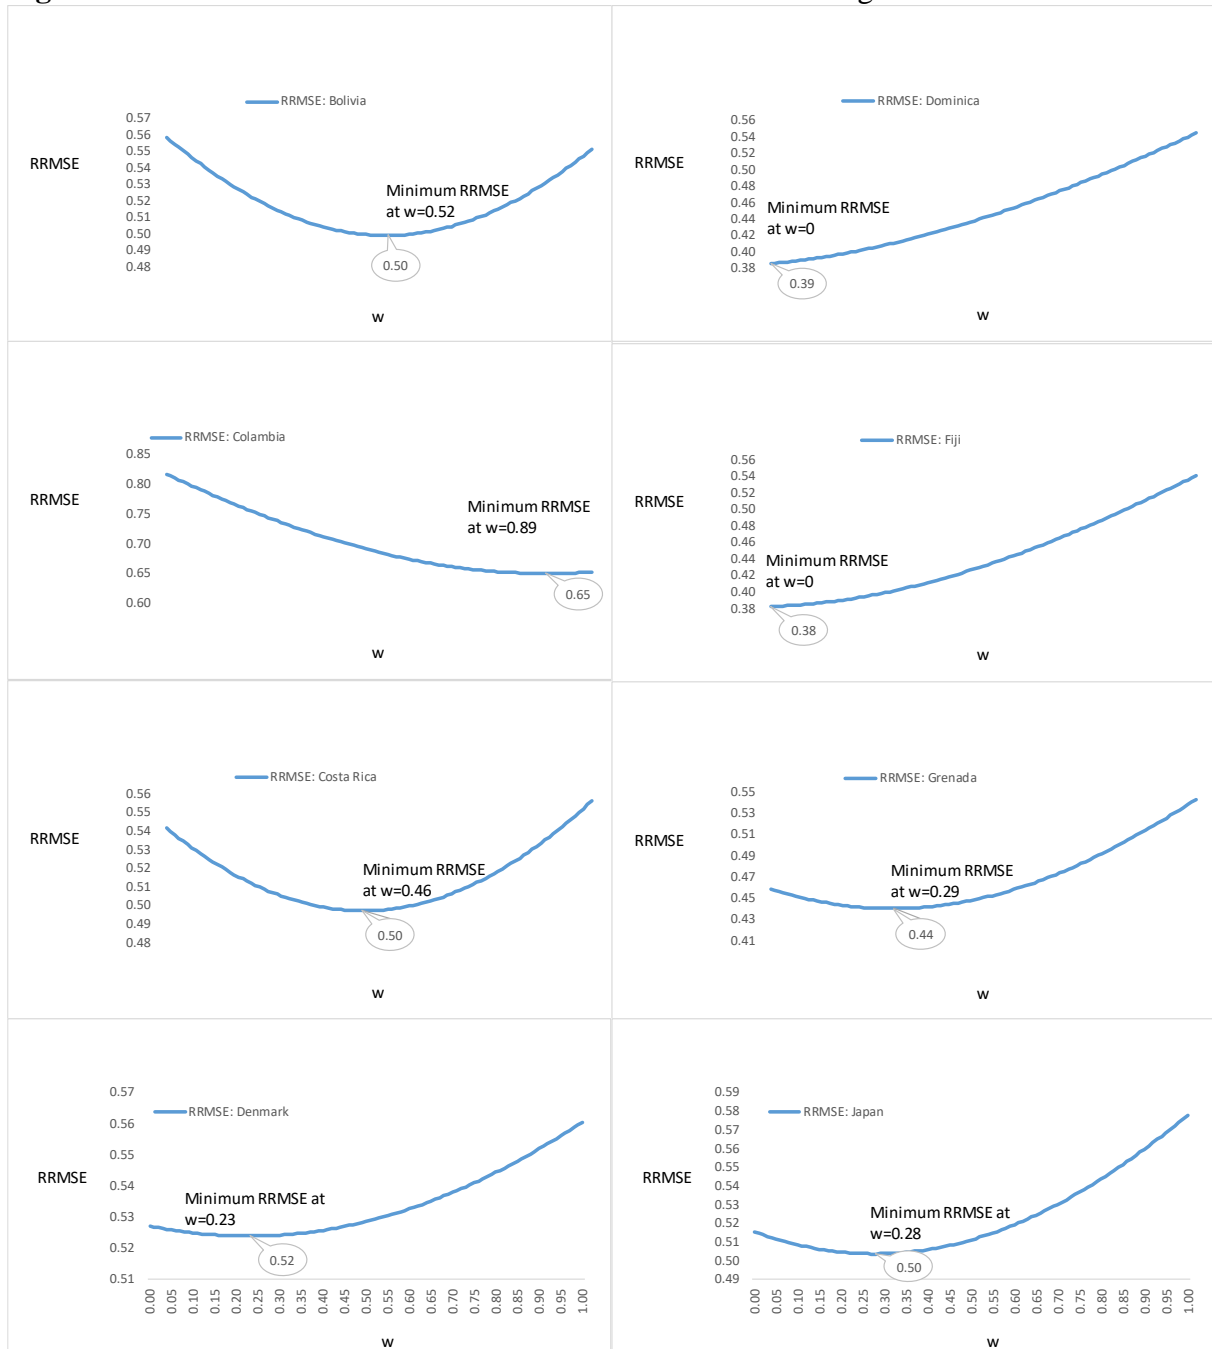 RRMSE: Bolivia
0.57
0.56
0.55
0.54
0.53
0.52
0.51
0.50
0.49
0.48
RRMSE
Minimum RRMSE
at w=0.52
0.50
w
RRMSE: Dominica
0.56
0.54
0.52
0.50
0.48
0.46
0.44
0.42
0.40
0.38
RRMSE
Minimum RRMSE
at w=0
0.39
w
RRMSE: Colambia
0.85
0.80
0.75
0.70
0.65
0.60
RRMSE
Minimum RRMSE
at w=0.89
0.65
w
RRMSE: Fiji
0.56
0.54
0.52
0.50
0.48
0.46
0.44
0.42
0.40
0.38
RRMSE
Minimum RRMSE
at w=0
0.38
w
RRMSE: Costa Rica
0.56
0.55
0.54
0.53
0.52
0.51
0.50
0.49
0.48
RRMSE
Minimum RRMSE
at w=0.46
0.50
w
RRMSE: Grenada
0.55
0.53
0.51
0.49
0.47
0.45
0.43
0.41
RRMSE
Minimum RRMSE
at w=0.29
0.44
w
RRMSE: Denmark
0.57
0.56
0.55
0.54
0.53
0.52
0.51
RRMSE
Minimum RRMSE at
w=0.23
0.52
0.00 0.05 0.10 0.15 0.20 0.25 0.30 0.35 0.40 0.45 0.50 0.55 0.60 0.65 0.70 0.75 0.80 0.85 0.90 0.95 1.00
w
RRMSE: Japan
0.59
0.58
0.57
0.56
0.55
0.54
0.53
0.52
0.51
0.50
0.49
RRMSE
Minimum RRMSE at
w=0.28
0.50
0.00 0.05 0.10 0.15 0.20 0.25 0.30 0.35 0.40 0.45 0.50 0.55 0.60 0.65 0.70 0.75 0.80 0.85 0.90 0.95 1.00
w